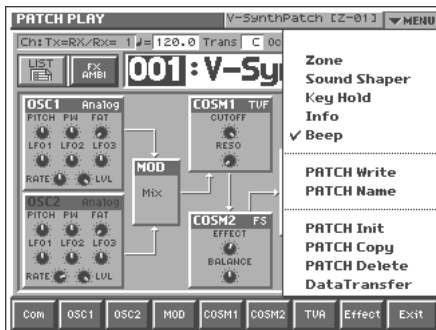 PATCH PLAY
V-SynthPatch [Z-01]
▼MENU
Ch:Tx=RX/Rx= 1 ♩= 120.0 Trans C Oc
LIST
FX AMBI
001:V-Sy
OSC1 Analog
PITCH PW FAT
LFO1 LFO2 LFO3
RATE LVL
OSC2 Analog
PITCH PW FAT
LFO1 LFO2 LFO3
RATE LVL
MOD
Mix
COSM1 TVF
CUTOFF
RESO
COSM2 FS
EFFECT
BALANCE
Zone
Sound Shaper
Key Hold
Info
✓ Beep
PATCH Write
PATCH Name
PATCH Init
PATCH Copy
PATCH Delete
DataTransfer
Com OSC1 OSC2 MOD COSM1 COSM2 TVA Effect Exit